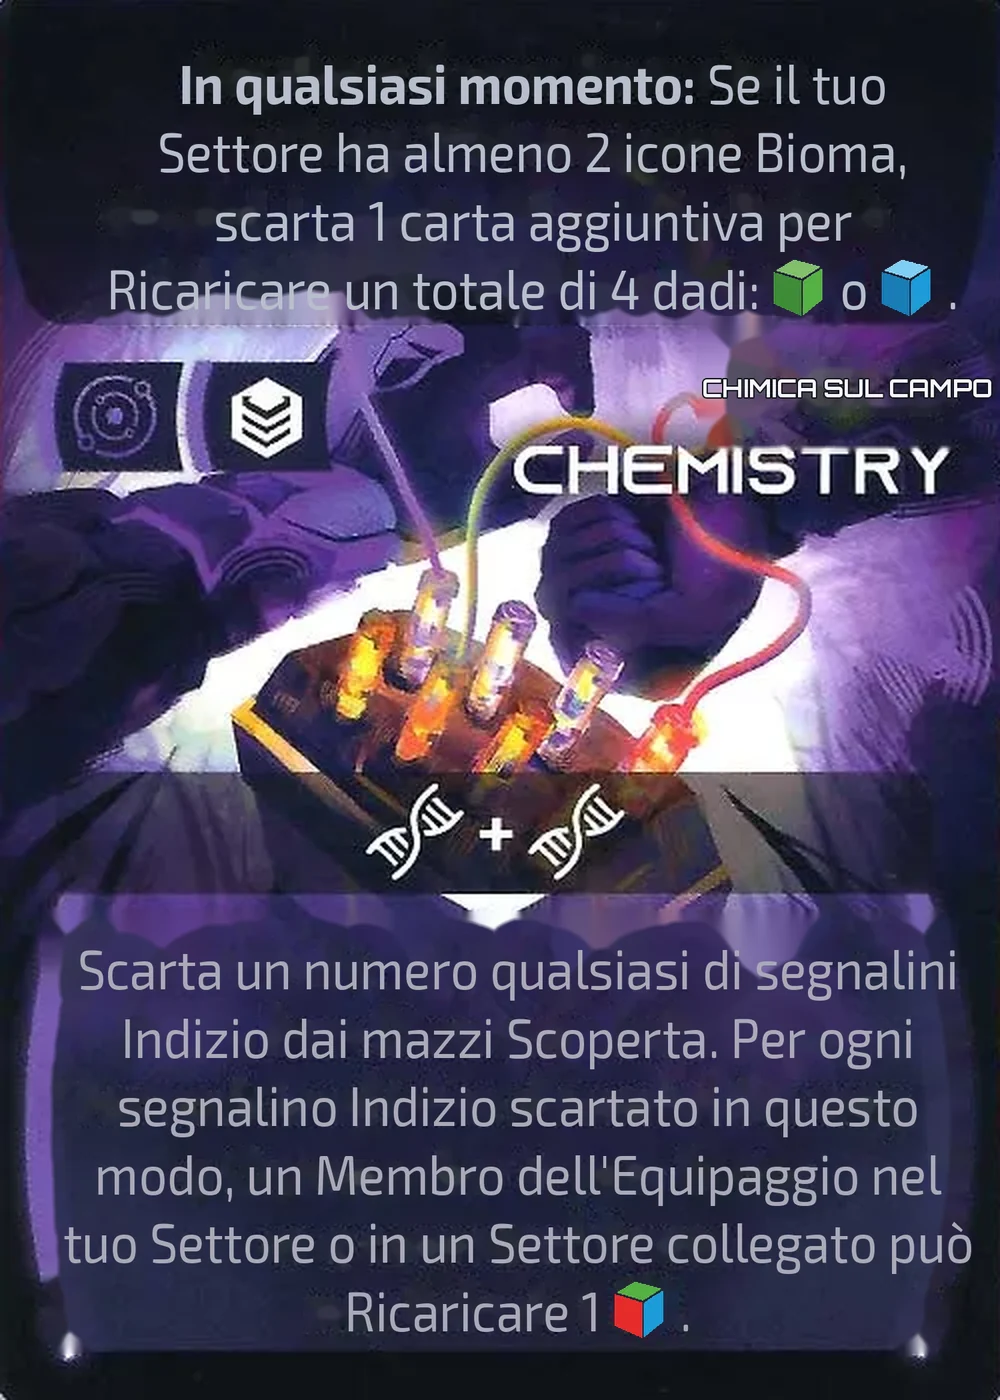 In qualsiasi momento: Se il tuo
Settore ha almeno 2 icone Bioma,
scarta 1 carta aggiuntiva per
Ricaricare un totale di 4 dadi: o .
CHIMICA SUL CAMPO
CHEMISTRY
+
Scarta un numero qualsiasi di segnalini
Indizio dai mazzi Scoperta. Per ogni
segnalino Indizio scartato in questo
modo, un Membro dell'Equipaggio nel
tuo Settore o in un Settore collegato può
Ricaricare 1 .